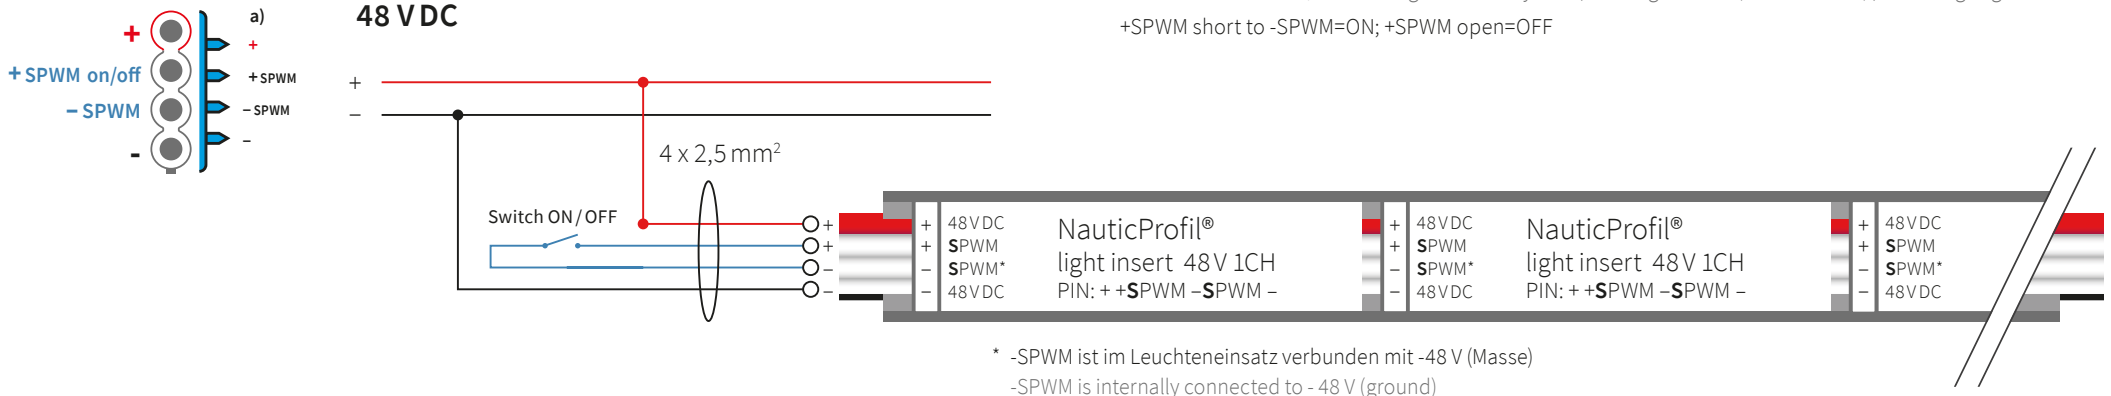 a)
48 V DC
+SPWM short to -SPWM=ON; +SPWM open=OFF
+
+
+ SPWM on/off
+ SPWM
− SPWM
− SPWM
-
−
+
−
4 x 2,5 mm²
Switch ON / OFF
+
+
−
−
+ 48 V DC
+ SPWM
− SPWM*
− 48 V DC
NauticProfil®
light insert 48 V 1CH
PIN: + +SPWM –SPWM –
+ 48 V DC
+ SPWM
− SPWM*
− 48 V DC
NauticProfil®
light insert 48 V 1CH
PIN: + +SPWM –SPWM –
+ 48 V DC
+ SPWM
− SPWM*
− 48 V DC
* -SPWM ist im Leuchteneinsatz verbunden mit -48 V (Masse)
-SPWM is internally connected to - 48 V (ground)